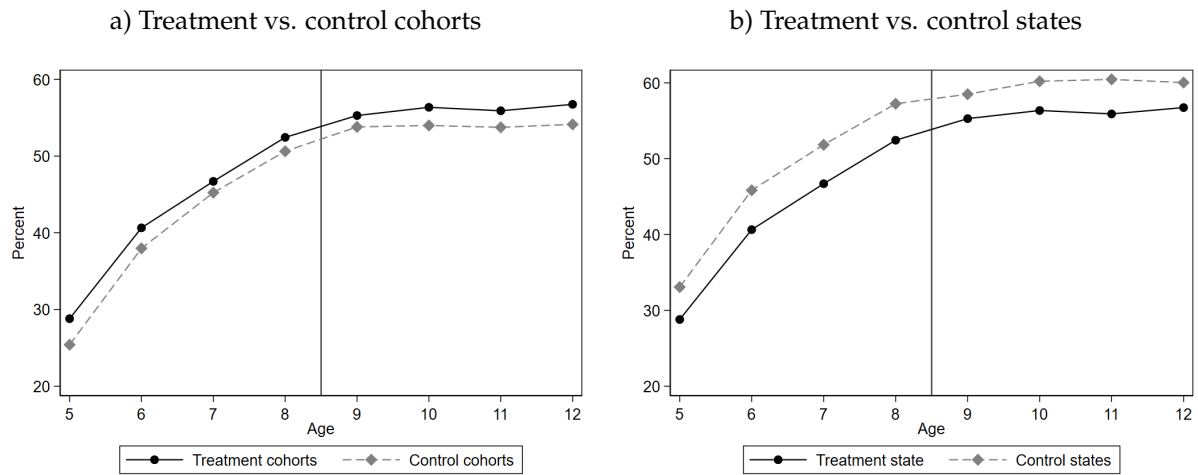 a) Treatment vs. control cohorts
60
50
40
30
20
Percent
5 6 7 8 9 10 11 12
Age
Treatment cohorts Control cohorts
b) Treatment vs. control states
60
50
40
30
20
Percent
5 6 7 8 9 10 11 12
Age
Treatment state Control states